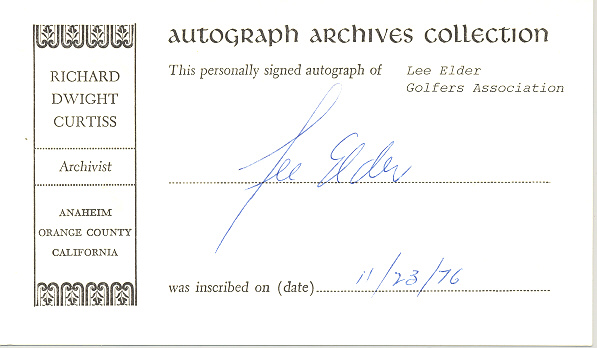 autograph archives collection
RICHARD
DWIGHT
CURTISS
Archivist
ANAHEIM
ORANGE COUNTY
CALIFORNIA
This personally signed autograph of Lee Elder
Golfers Association
Lee Elder
was inscribed on (date) 11/23/76